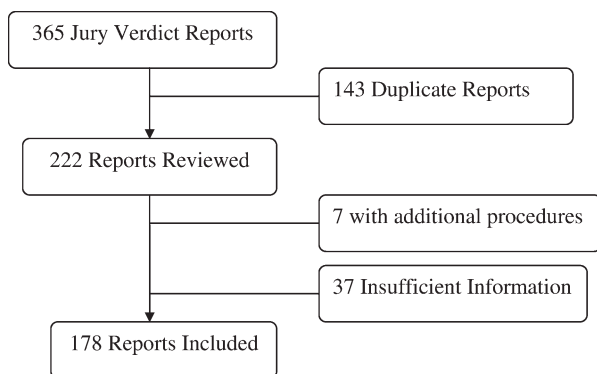 365 Jury Verdict Reports
143 Duplicate Reports
222 Reports Reviewed
7 with additional procedures
37 Insufficient Information
178 Reports Included